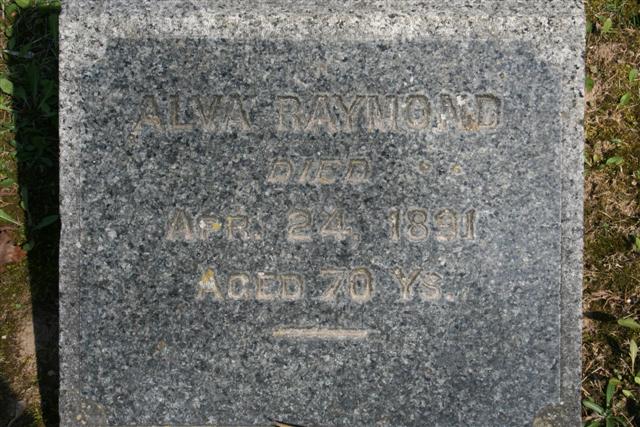 ALVA RAYMOND
DIED
APR. 24, 1891
AGED 70 YS.